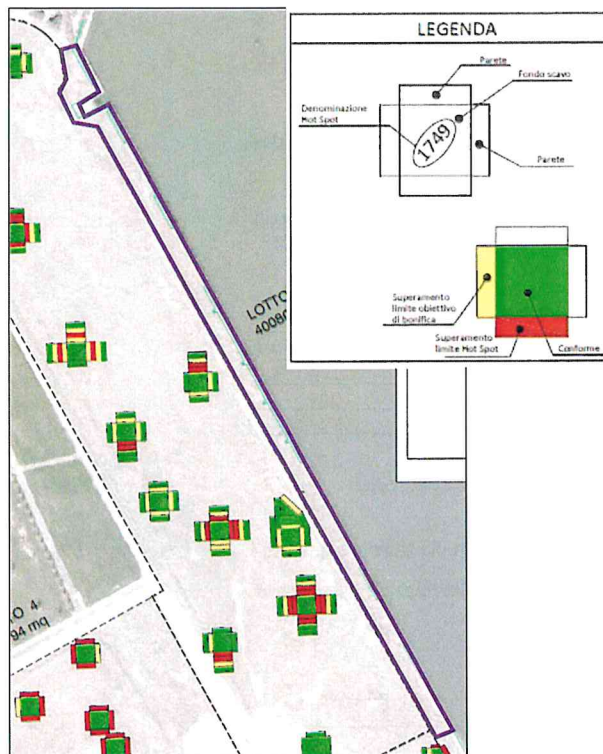 LEGENDA
Parete
Fondo scavo
Denominazione
Hot Spot
1749
Parete
Superamento
limite obiettivo
di bonifica
Superamento
limite Hot Spot
Conforme
LOTTO
4008
O 4
94 mq